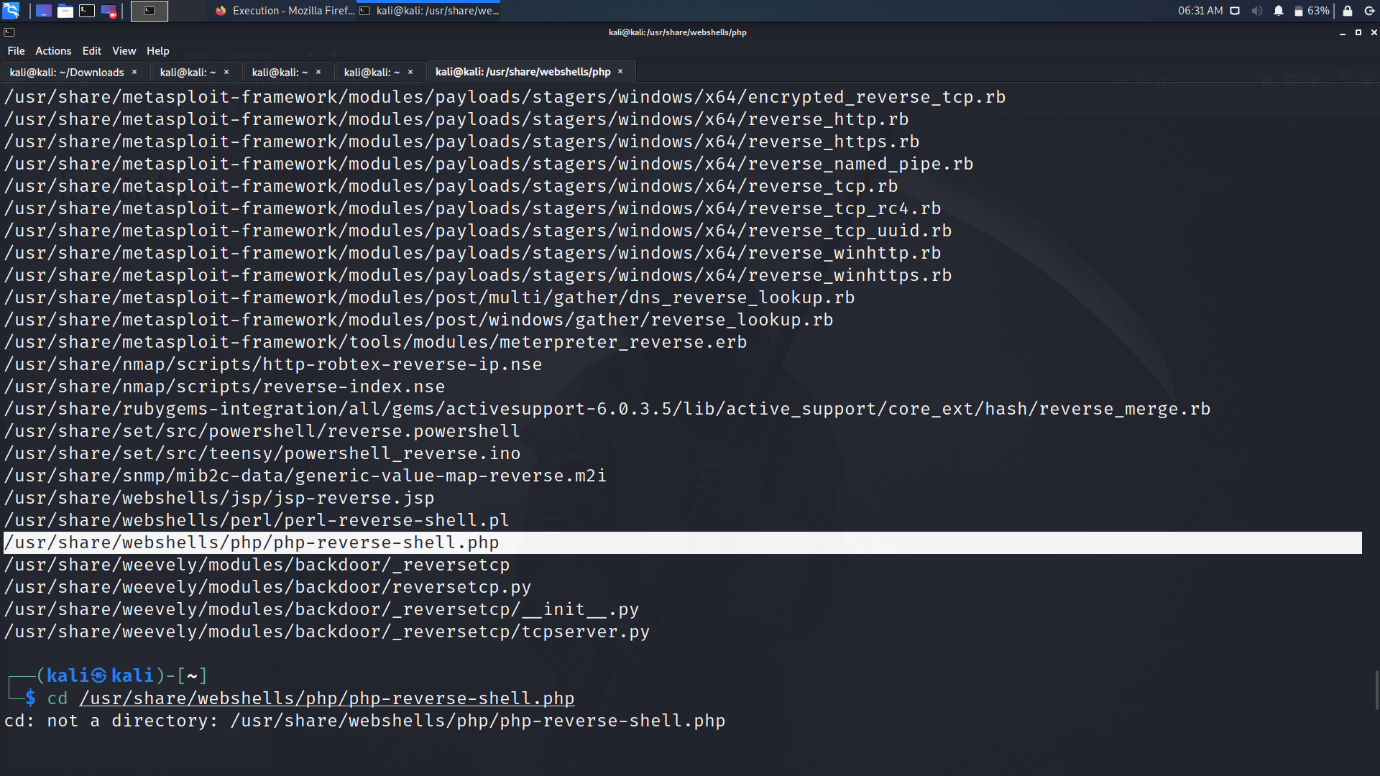 Execution - Mozilla Firef...
kali@kali: /usr/share/we...
06:31 AM
63%
kali@kali: /usr/share/webshells/php
File Actions Edit View Help
kali@kali: ~/Downloads × kali@kali: ~ × kali@kali: ~ × kali@kali: ~ × kali@kali: /usr/share/webshells/php ×
/usr/share/metasploit-framework/modules/payloads/stagers/windows/x64/encrypted_reverse_tcp.rb
/usr/share/metasploit-framework/modules/payloads/stagers/windows/x64/reverse_http.rb
/usr/share/metasploit-framework/modules/payloads/stagers/windows/x64/reverse_https.rb
/usr/share/metasploit-framework/modules/payloads/stagers/windows/x64/reverse_named_pipe.rb
/usr/share/metasploit-framework/modules/payloads/stagers/windows/x64/reverse_tcp.rb
/usr/share/metasploit-framework/modules/payloads/stagers/windows/x64/reverse_tcp_rc4.rb
/usr/share/metasploit-framework/modules/payloads/stagers/windows/x64/reverse_tcp_uuid.rb
/usr/share/metasploit-framework/modules/payloads/stagers/windows/x64/reverse_winhttp.rb
/usr/share/metasploit-framework/modules/payloads/stagers/windows/x64/reverse_winhttps.rb
/usr/share/metasploit-framework/modules/post/multi/gather/dns_reverse_lookup.rb
/usr/share/metasploit-framework/modules/post/windows/gather/reverse_lookup.rb
/usr/share/metasploit-framework/tools/modules/meterpreter_reverse.erb
/usr/share/nmap/scripts/http-robtex-reverse-ip.nse
/usr/share/nmap/scripts/reverse-index.nse
/usr/share/rubygems-integration/all/gems/activesupport-6.0.3.5/lib/active_support/core_ext/hash/reverse_merge.rb
/usr/share/set/src/powershell/reverse.powershell
/usr/share/set/src/teensy/powershell_reverse.ino
/usr/share/snmp/mib2c-data/generic-value-map-reverse.m2i
/usr/share/webshells/jsp/jsp-reverse.jsp
/usr/share/webshells/perl/perl-reverse-shell.pl
/usr/share/webshells/php/php-reverse-shell.php
/usr/share/weevely/modules/backdoor/_reversetcp
/usr/share/weevely/modules/backdoor/reversetcp.py
/usr/share/weevely/modules/backdoor/_reversetcp/__init__.py
/usr/share/weevely/modules/backdoor/_reversetcp/tcpserver.py
┌──(kali㉿kali)-[~]
└─$ cd /usr/share/webshells/php/php-reverse-shell.php
cd: not a directory: /usr/share/webshells/php/php-reverse-shell.php